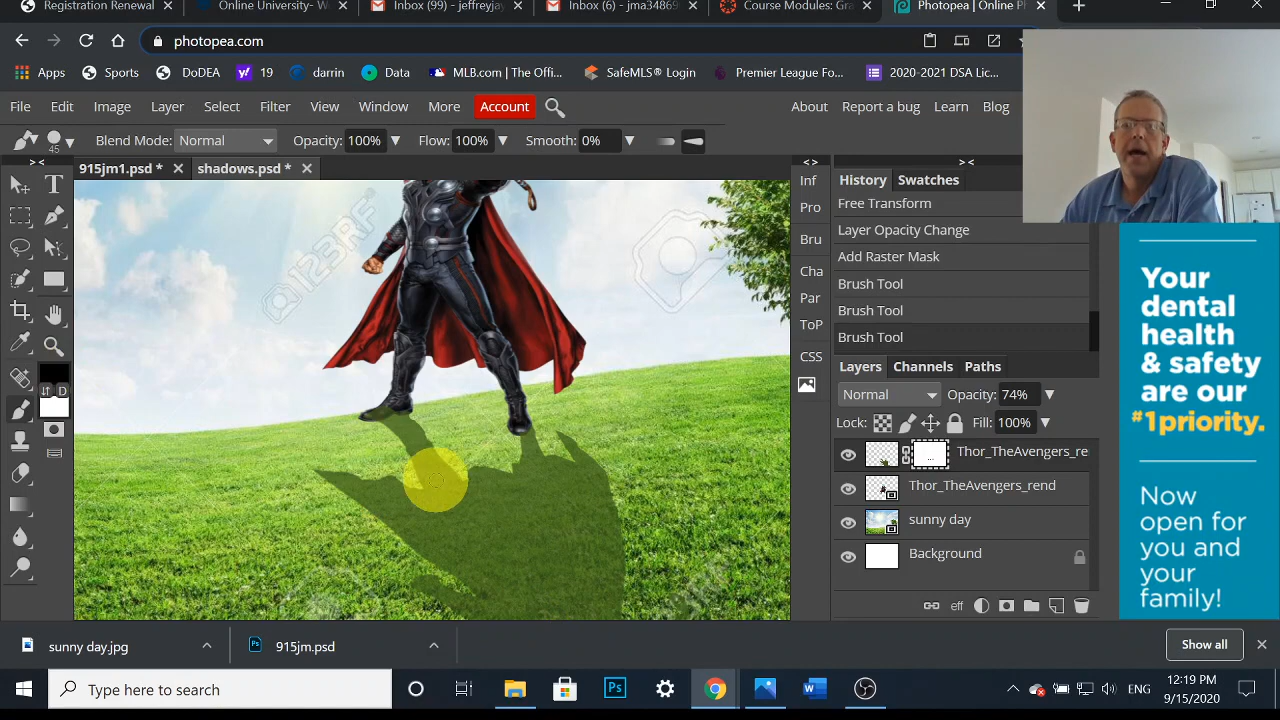 Registration Renewal
Online University- W
Inbox (99) - jeffreyjay
Inbox (6) - jma34869
Course Modules: Gra
Photopea | Online Ph
photopea.com
Apps
Sports
DoDEA
19
darrin
Data
MLB.com | The Offi...
SafeMLS® Login
Premier League Fo...
2020-2021 DSA Lic...
File Edit Image Layer Select Filter View Window More Account
About Report a bug Learn Blog
45
Blend Mode: Normal
Opacity: 100%
Flow: 100%
Smooth: 0%
915jm1.psd *
shadows.psd *
> <
< >
> <
Inf
Pro
Bru
Cha
Par
ToP
CSS
History Swatches
Free Transform
Layer Opacity Change
Add Raster Mask
Brush Tool
Brush Tool
Brush Tool
Layers Channels Paths
Normal
Opacity: 74%
Lock:
Fill: 100%
Thor_TheAvengers_re
Thor_TheAvengers_rend
sunny day
Background
eff
D
123RF
Your
dental
health
& safety
are our
#1priority.
Now
open for
you and
your
family!
sunny day.jpg
915jm.psd
Show all
Type here to search
ENG
12:19 PM
9/15/2020